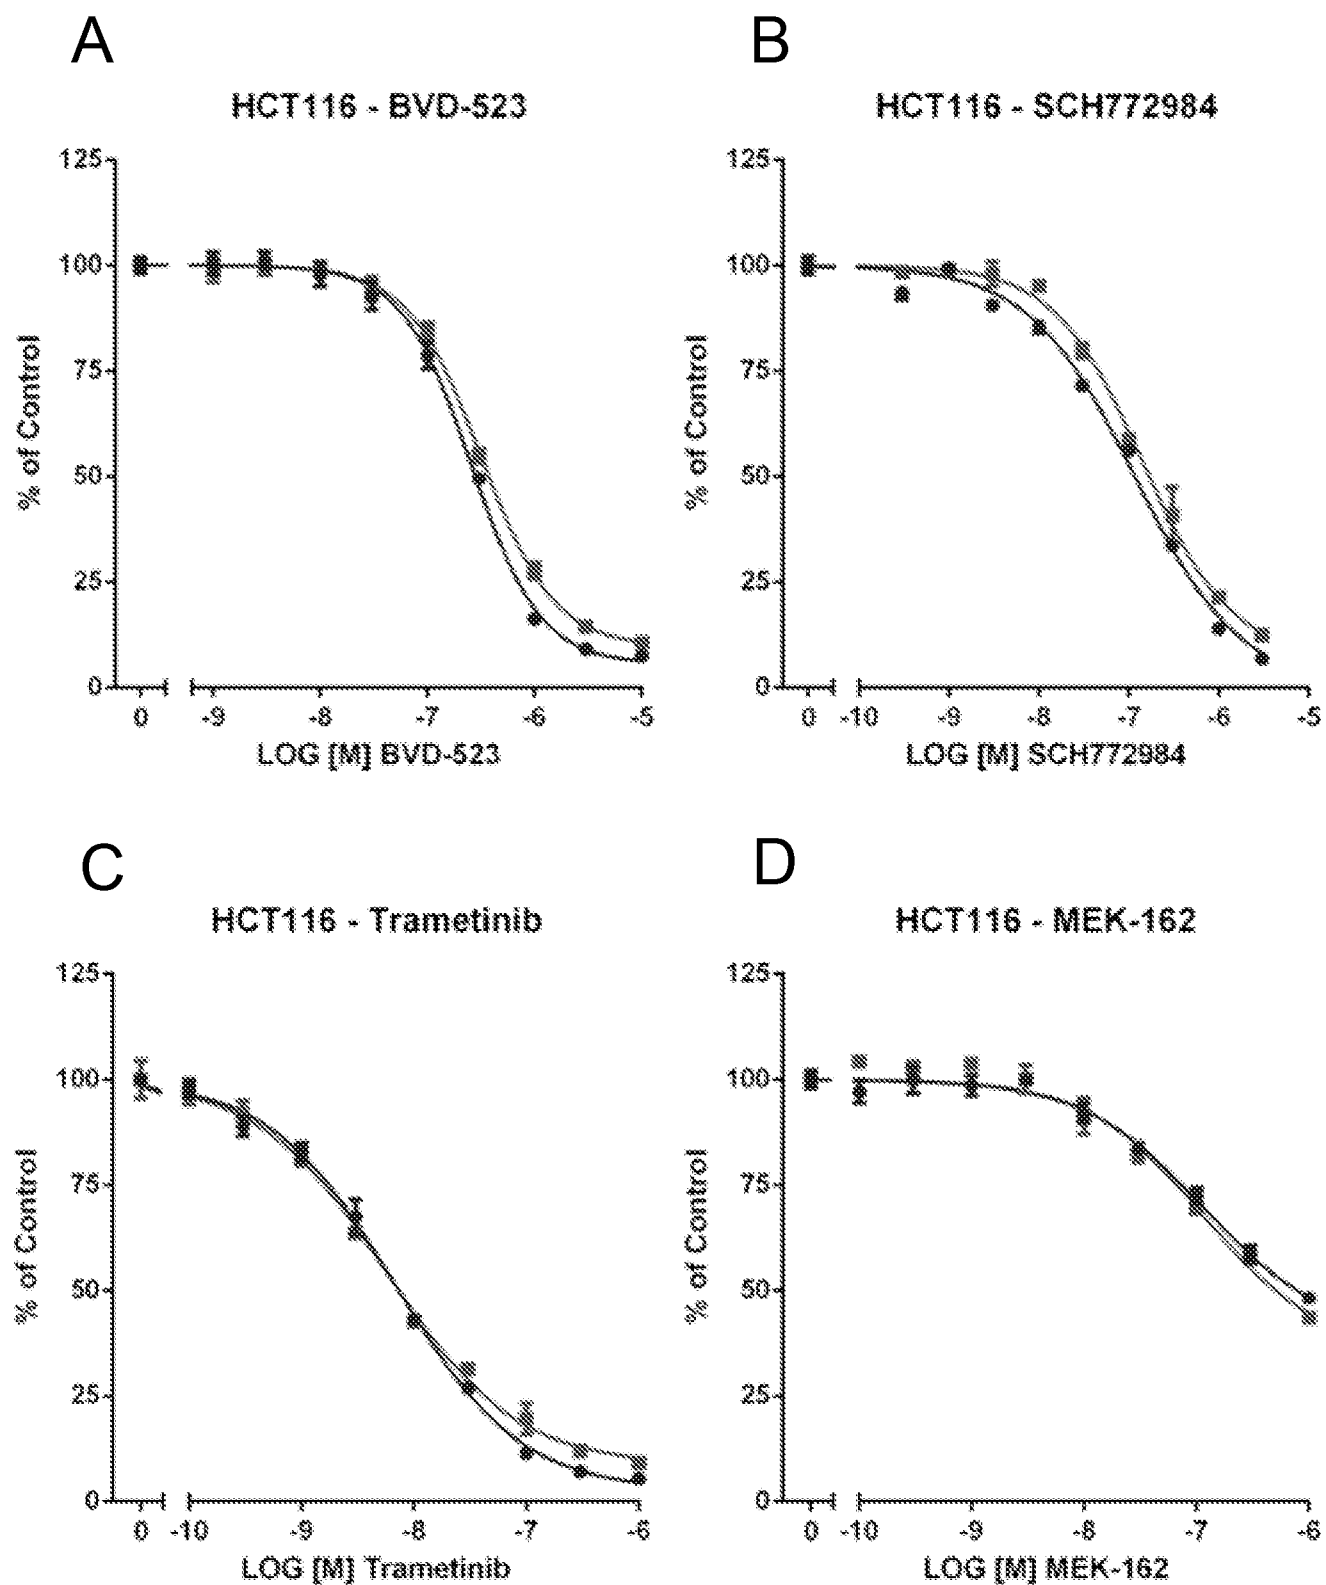 A
HCT116 - BVD-523
125
100
75
50
25
0
% of Control
0 -9 -8 -7 -6 -5
LOG [M] BVD-523
B
HCT116 - SCH772984
125
100
75
50
25
0
% of Control
0 -10 -9 -8 -7 -6 -5
LOG [M] SCH772984
C
HCT116 - Trametinib
125
100
75
50
25
0
% of Control
0 -10 -9 -8 -7 -6
LOG [M] Trametinib
D
HCT116 - MEK-162
125
100
75
50
25
0
% of Control
0 -10 -9 -8 -7 -6
LOG [M] MEK-162